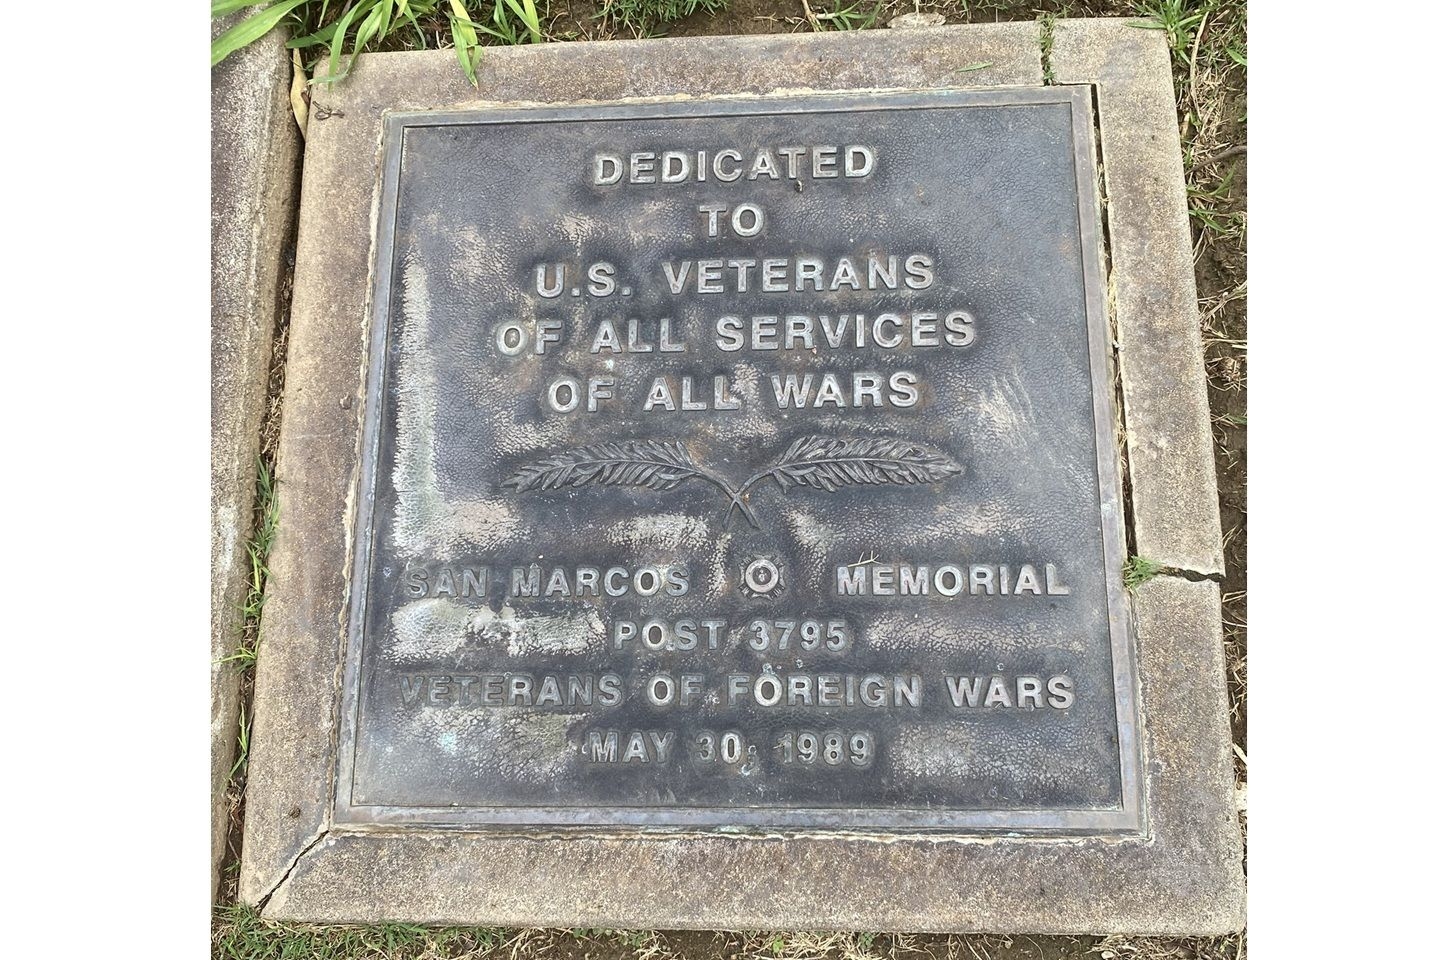 DEDICATED
TO
U.S. VETERANS
OF ALL SERVICES
OF ALL WARS
SAN MARCOS MEMORIAL
POST 3795
VETERANS OF FOREIGN WARS
MAY 30, 1989